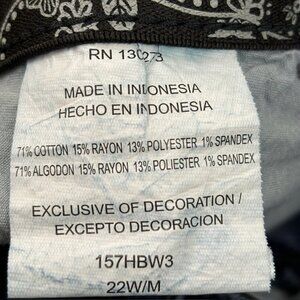 RN 130273
MADE IN INDONESIA
HECHO EN INDONESIA
71% COTTON 15% RAYON 13% POLYESTER 1% SPANDEX
71% ALGODON 15% RAYON 13% POLIESTER 1% SPANDEX
EXCLUSIVE OF DECORATION /
EXCEPTO DECORACION
157HBW3
22W/M